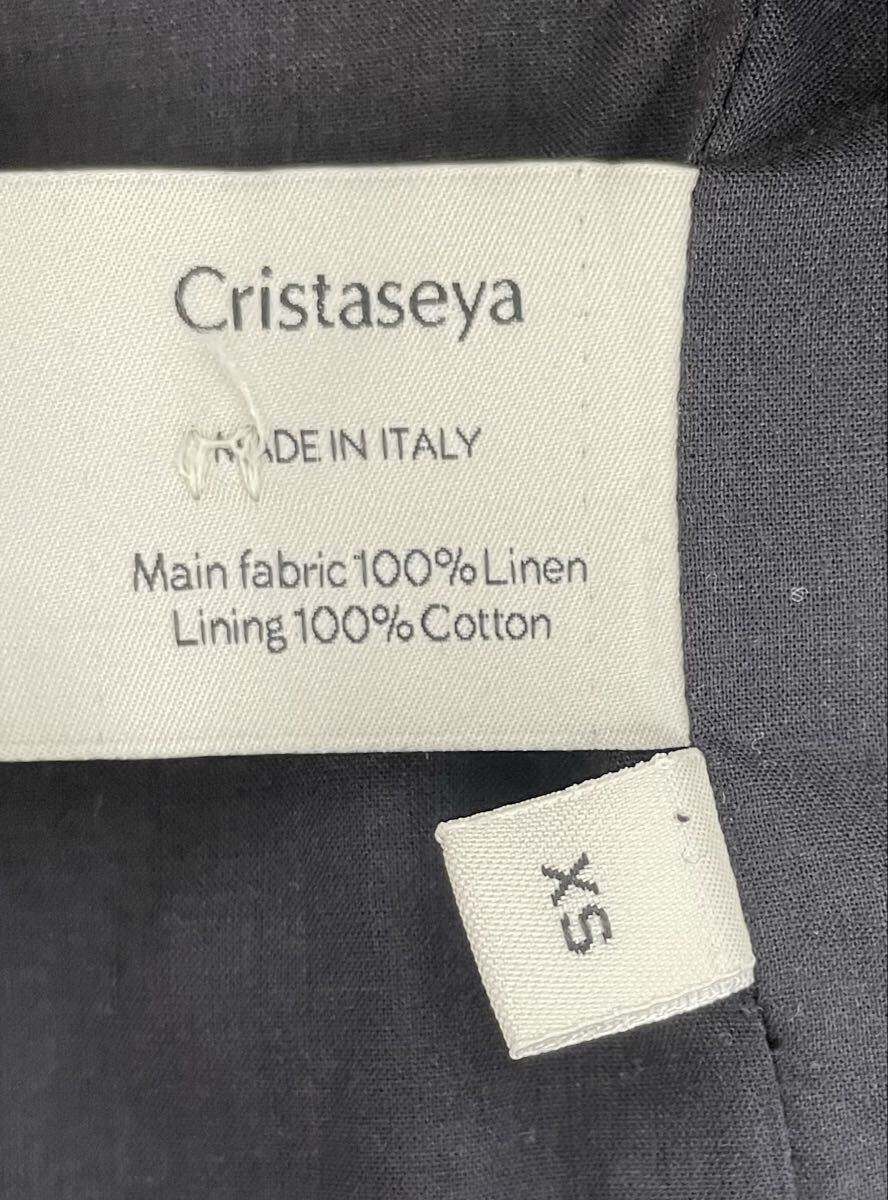 Cristaseya
MADE IN ITALY
Main fabric 100% Linen
Lining 100% Cotton
XS